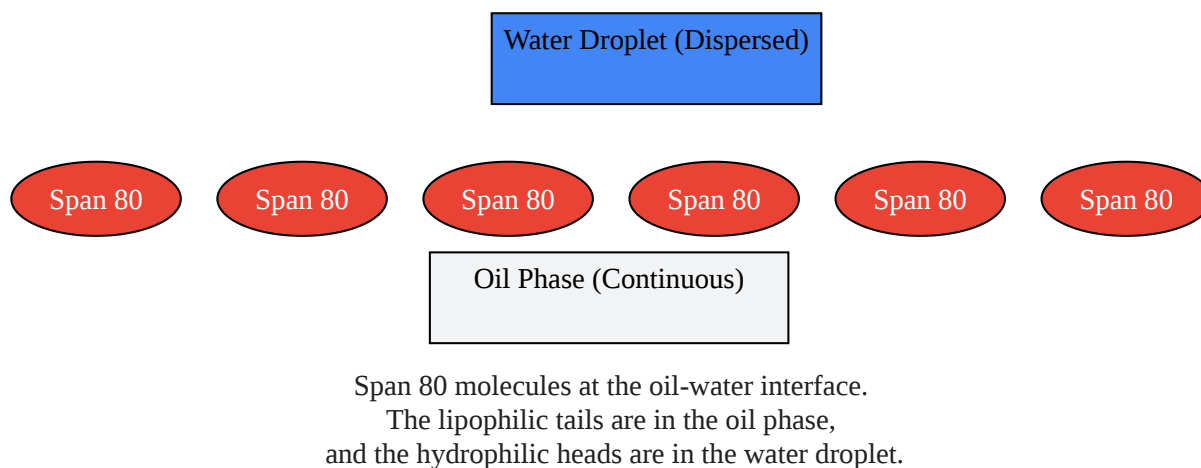 Water Droplet (Dispersed)
Span 80 Span 80 Span 80 Span 80 Span 80 Span 80
Oil Phase (Continuous)
Span 80 molecules at the oil-water interface.
The lipophilic tails are in the oil phase,
and the hydrophilic heads are in the water droplet.